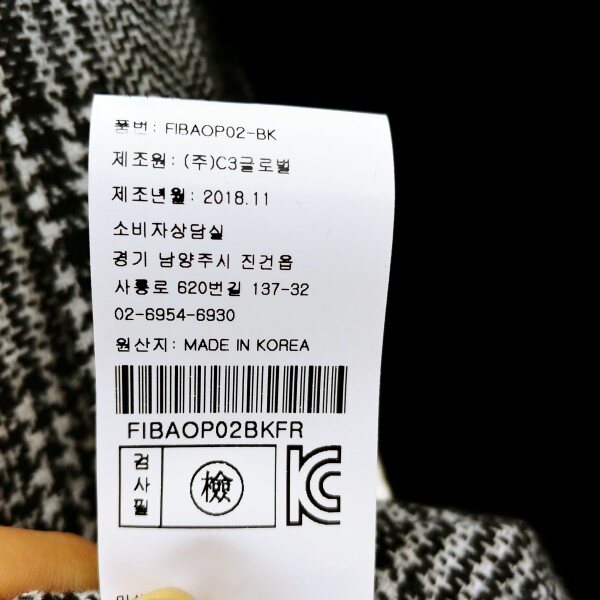 품번: FIBAOP02-BK
제조원: (주)C3글로벌
제조년월: 2018.11
소비자상담실
경기 남양주시 진건읍
사릉로 620번길 137-32
02-6954-6930
원산지: MADE IN KOREA
FIBAOP02BKFR
검사필 檢 KC